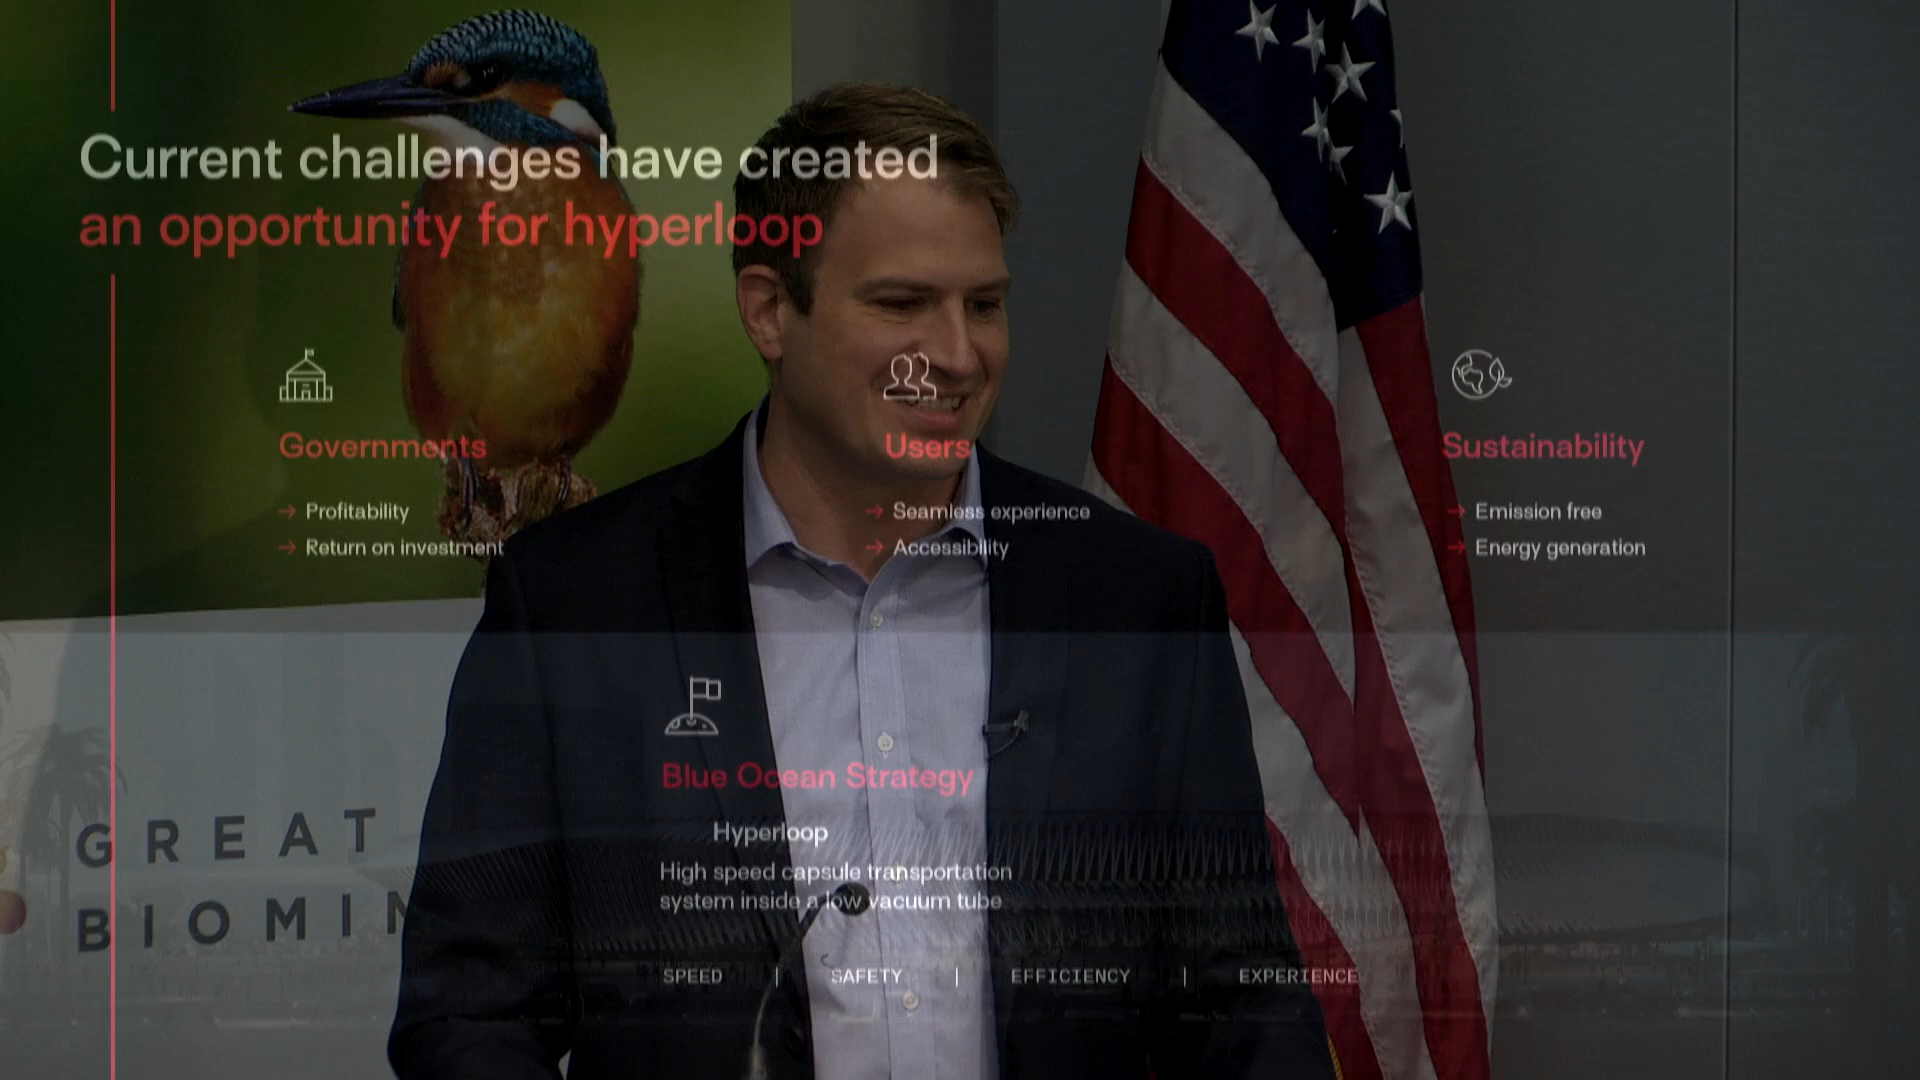 Current challenges have created
an opportunity for hyperloop
Governments
→ Profitability
→ Return on investment
Users
→ Seamless experience
→ Accessibility
Sustainability
→ Emission free
→ Energy generation
Blue Ocean Strategy
Hyperloop
High speed capsule transportation
system inside a low vacuum tube
SPEED | SAFETY | EFFICIENCY | EXPERIENCE
GREAT
BIOMIN